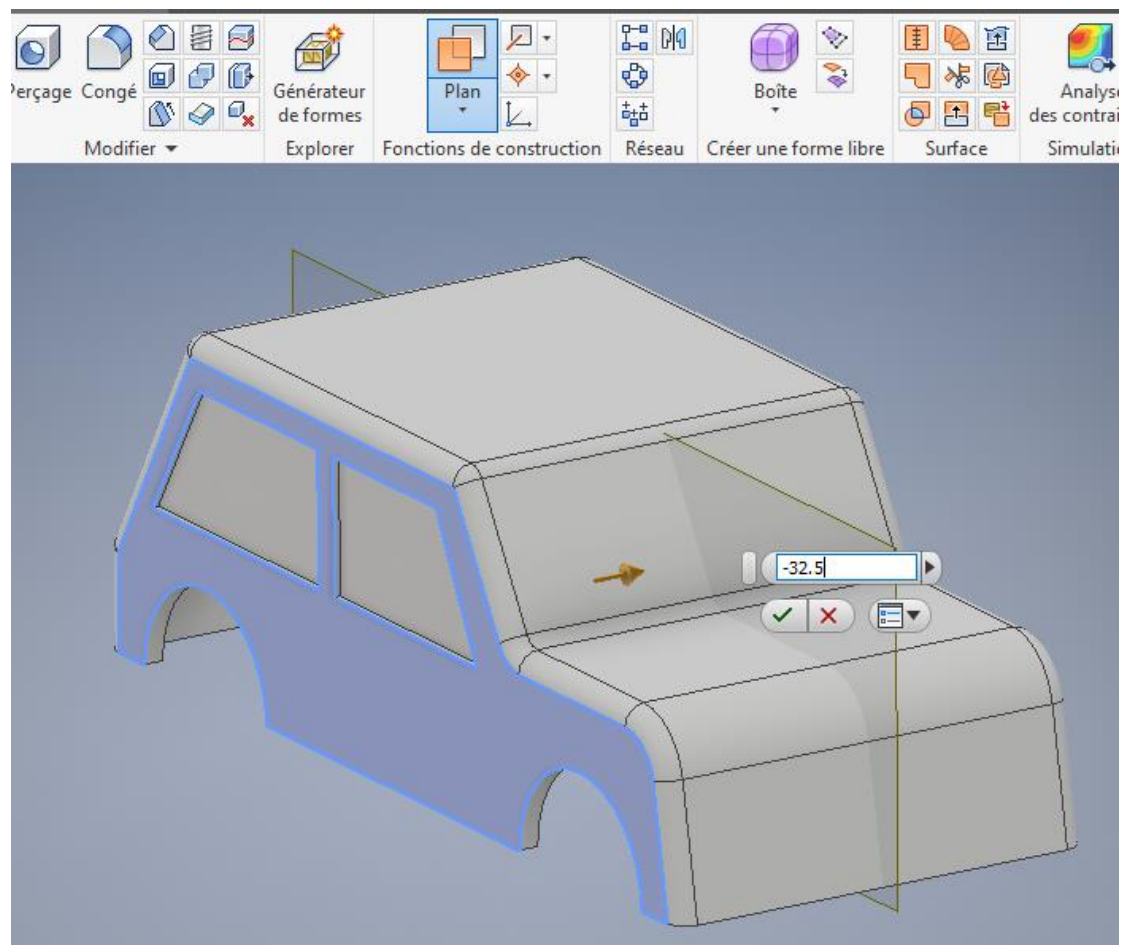 Perçage
Congé
Modifier
Générateur
de formes
Explorer
Plan
Fonctions de construction
Réseau
Boîte
Créer une forme libre
Surface
Analyse
des contrai
Simulati
-32.5